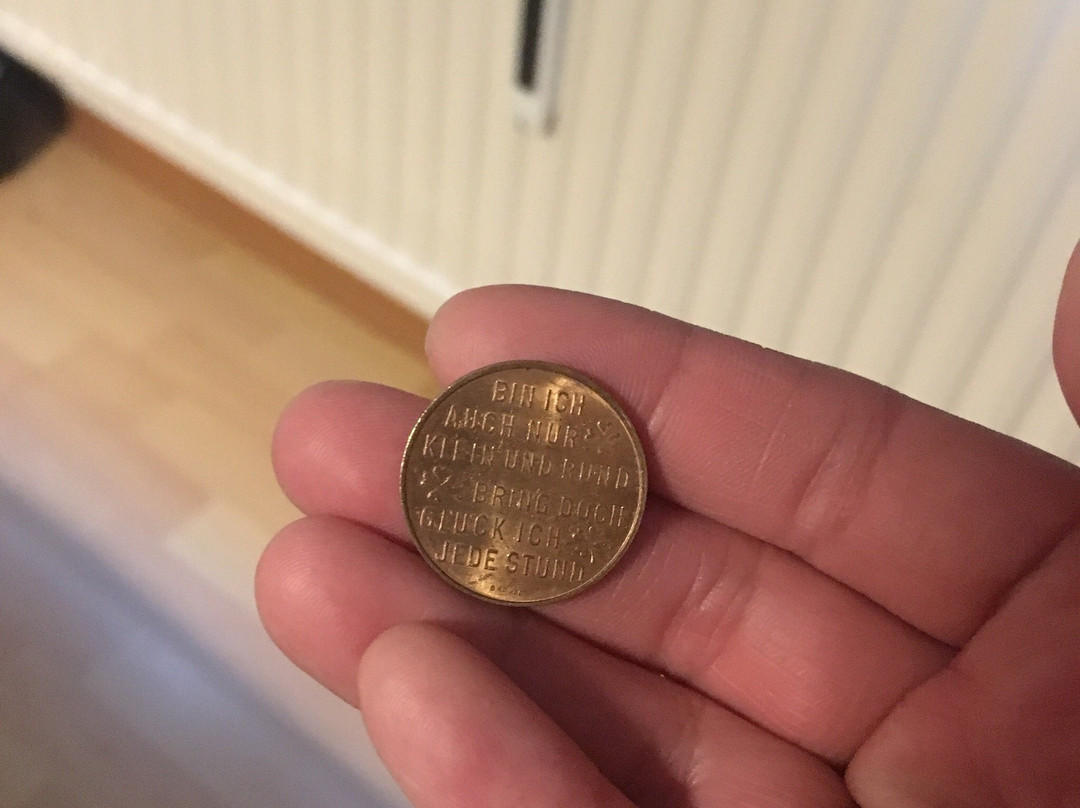 BIN ICH
AUCH NUR
KLEIN UND RUND
BRING DOCH
GLÜCK ICH
JEDE STUND